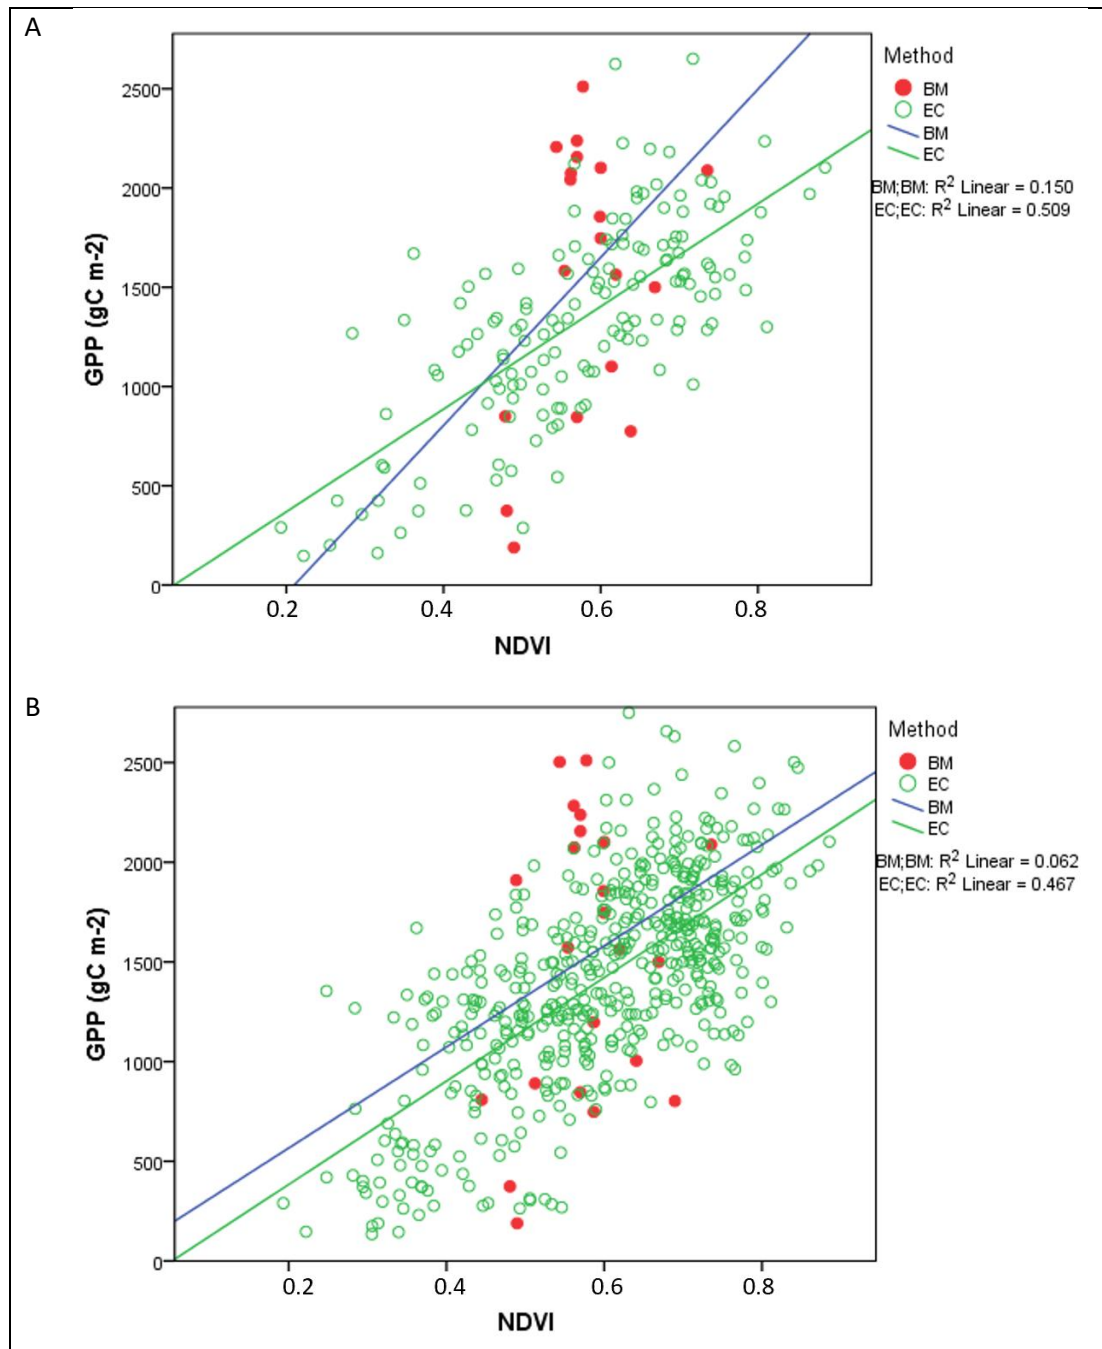 A
2500
2000
1500
1000
500
0
GPP (gC m-2)
0.2 0.4 0.6 0.8
NDVI
Method
BM
EC
BM
EC
BM;BM: R2 Linear = 0.150
EC;EC: R2 Linear = 0.509
B
2500
2000
1500
1000
500
0
GPP (gC m-2)
0.2 0.4 0.6 0.8
NDVI
Method
BM
EC
BM
EC
BM;BM: R2 Linear = 0.062
EC;EC: R2 Linear = 0.467